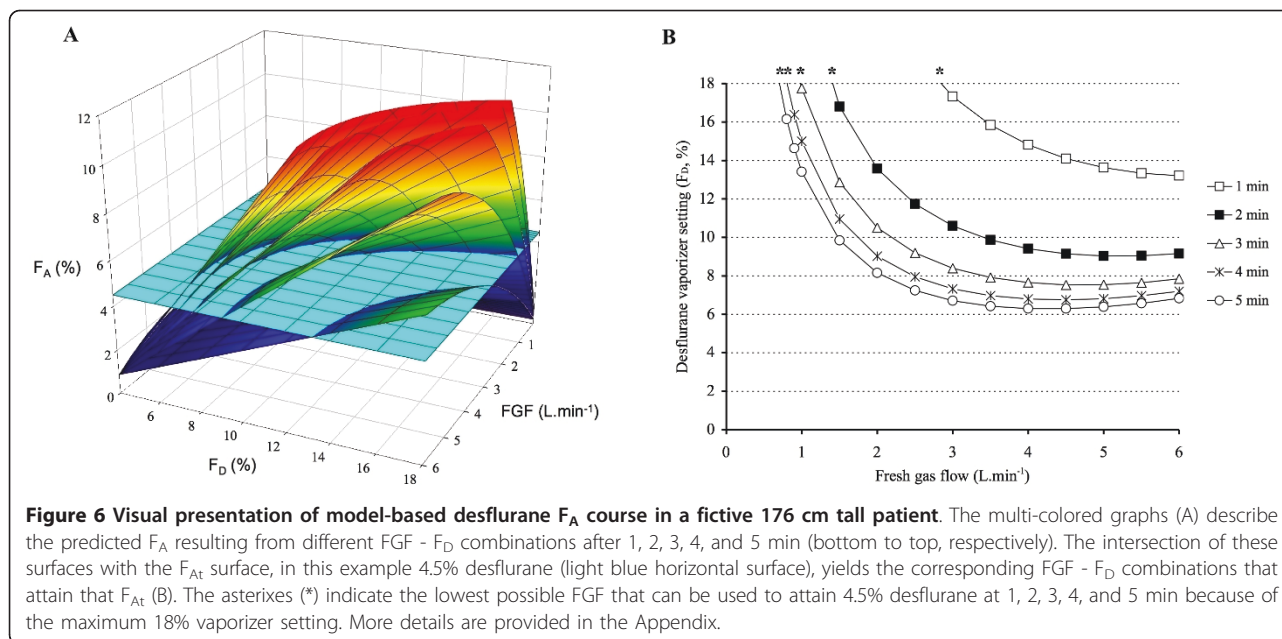 A
12
10
8
6
4
2
0
F_A (%)
6
8
10
12
14
16
18
F_D (%)
1
2
3
4
5
6
FGF (L.min⁻¹)
B
** * * *
18
16
14
12
10
8
6
4
2
0
Desflurane vaporizer setting (F_D, %)
0 1 2 3 4 5 6
Fresh gas flow (L.min⁻¹)
1 min
2 min
3 min
4 min
5 min
Figure 6 Visual presentation of model-based desflurane F_A course in a fictive 176 cm tall patient. The multi-colored graphs (A) describe
the predicted F_A resulting from different FGF - F_D combinations after 1, 2, 3, 4, and 5 min (bottom to top, respectively). The intersection of these
surfaces with the F_At surface, in this example 4.5% desflurane (light blue horizontal surface), yields the corresponding FGF - F_D combinations that
attain that F_At (B). The asterixes (*) indicate the lowest possible FGF that can be used to attain 4.5% desflurane at 1, 2, 3, 4, and 5 min because of
the maximum 18% vaporizer setting. More details are provided in the Appendix.